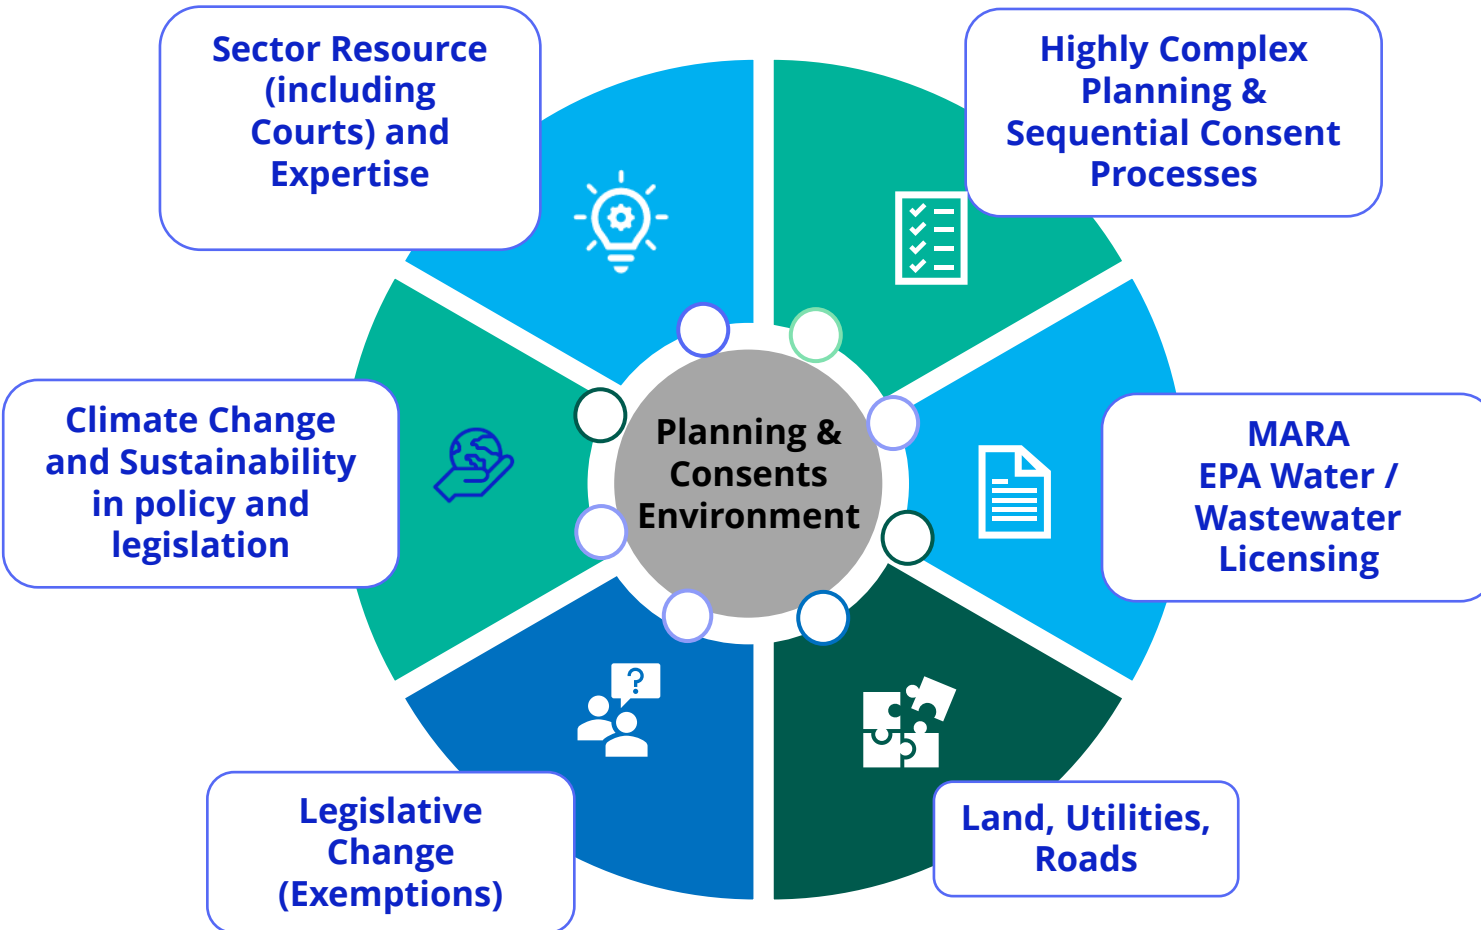 Sector Resource
(including
Courts) and
Expertise
Highly Complex
Planning &
Sequential Consent
Processes
Climate Change
and Sustainability
in policy and
legislation
Planning &
Consents
Environment
MARA
EPA Water /
Wastewater
Licensing
?
Legislative
Change
(Exemptions)
Land, Utilities,
Roads